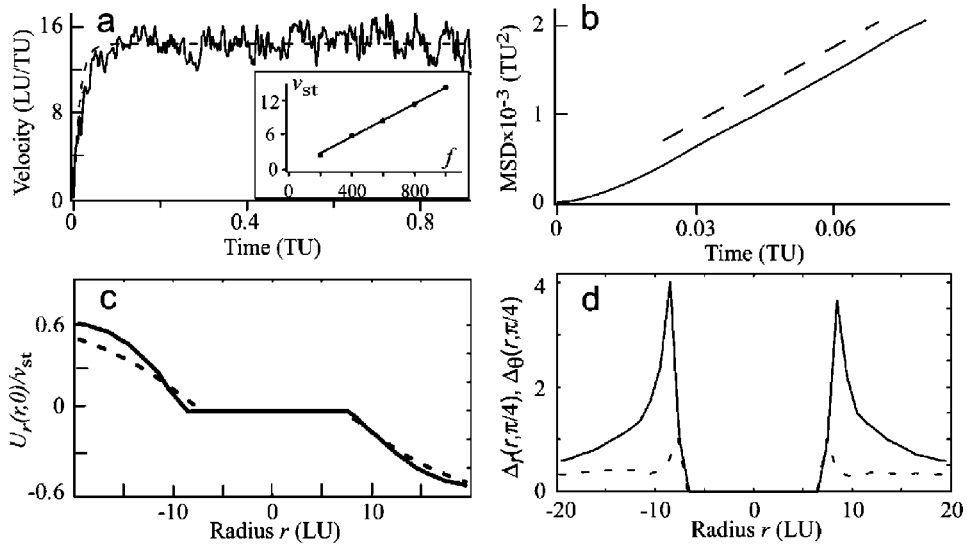 a
Velocity (LU/TU)
16
8
0
0
0.4
0.8
Time (TU)
v_st
12
6
0
0
400
800
f
b
MSD×10⁻³ (TU²)
2
1
0
0
0.03
0.06
Time (TU)
c
U_r(r,0)/v_st
0.6
0
-0.6
-10
0
10
Radius r (LU)
d
Δ_r(r,π/4), Δ_θ(r,π/4)
4
2
0
-20
-10
0
10
20
Radius r (LU)